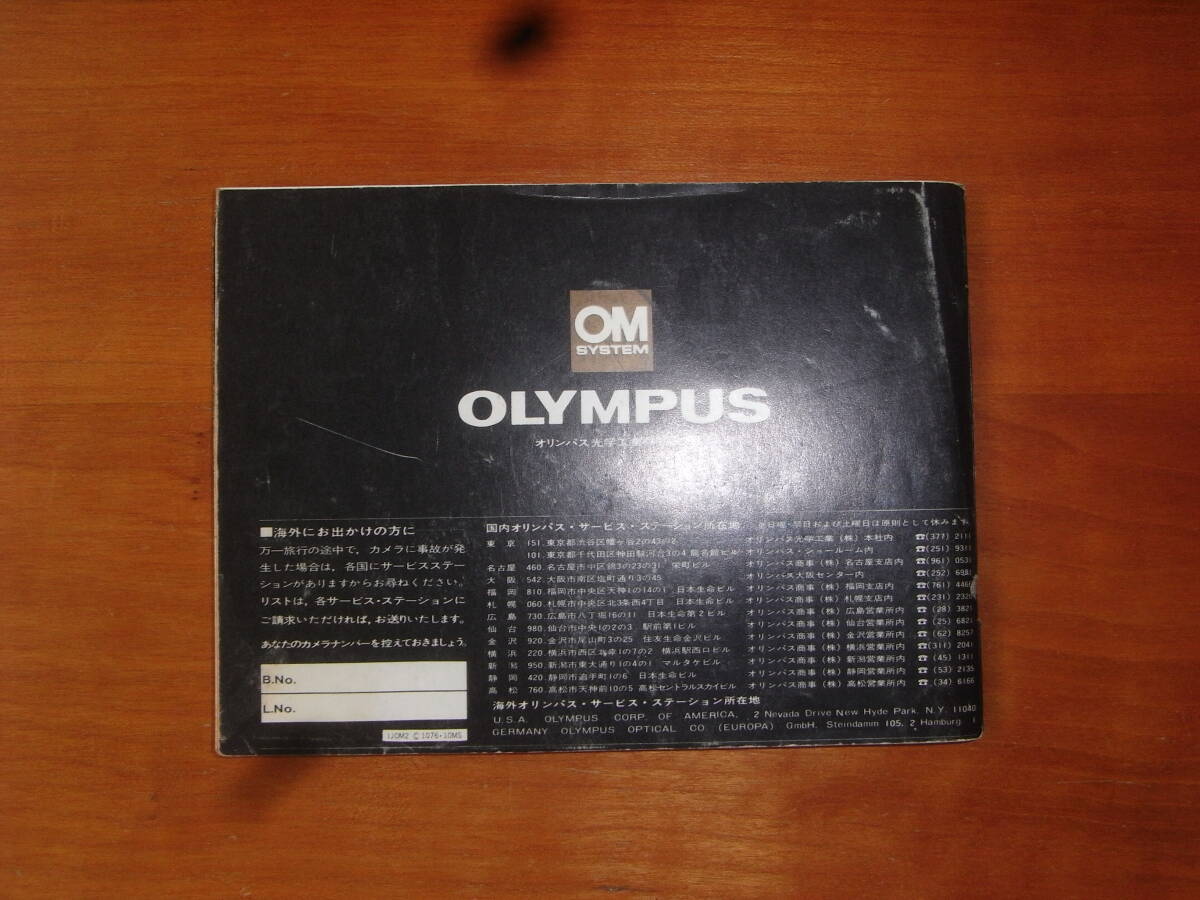 OM
SYSTEM
OLYMPUS
オリンパス光学工業
■海外にお出かけの方に
万一旅行の途中で、カメラに事故が発
生した場合は、各国にサービスステー
ションがありますからお尋ねください。
リストは、各サービス・ステーションに
ご請求いただければ、お送りいたします。
あなたのカメラナンバーを控えておきましょう。
B.No.
L.No.
1JOM2 C 1076・10MS
国内オリンパス・サービス・ステーション所在地 日曜・祭日および土曜日は原則として休みます
東 京 151. 東京都渋谷区幡ヶ谷2の43の2 オリンパス光学工業(株)本社内 ☎(377)211
101. 東京都千代田区神田駿河台3の4 龍名館ビル オリンパス・ショールーム内 ☎(251)931
名古屋 460. 名古屋市中区錦3の23の31 栄町ビル オリンパス商事(株)名古屋支店内 ☎(961)053
大 阪 542. 大阪市南区塩町通り3の45 オリンパス大阪センター内 ☎(252)698
福 岡 810. 福岡市中央区天神1の14の1 日本生命ビル オリンパス商事(株)福岡支店内 ☎(761)4466
札 幌 060. 札幌市中央区北3条西4丁目 日本生命ビル オリンパス商事(株)札幌支店内 ☎(231)2320
広 島 730. 広島市八丁堀16の11 日本生命第2ビル オリンパス商事(株)広島営業所内 ☎(28)3821
仙 台 980. 仙台市中央1の2の3 駅前第1ビル オリンパス商事(株)仙台営業所内 ☎(25)6821
金 沢 920. 金沢市尾山町3の25 住友生命金沢ビル オリンパス商事(株)金沢営業所内 ☎(62)8257
横 浜 220. 横浜市西区北幸1の7の2 横浜駅西口ビル オリンパス商事(株)横浜営業所内 ☎(311)2041
新 潟 950. 新潟市東大通り1の4の1 マルタケビル オリンパス商事(株)新潟営業所内 ☎(45)1311
静 岡 420. 静岡市追手町1の6 日本生命ビル オリンパス商事(株)静岡営業所内 ☎(53)2135
高 松 760. 高松市天神前10の5 高松セントラルスカイビル オリンパス商事(株)高松営業所内 ☎(34)6166
海外オリンパス・サービス・ステーション所在地
U.S.A. OLYMPUS CORP. OF AMERICA, 2 Nevada Drive New Hyde Park, N.Y. 11040
GERMANY OLYMPUS OPTICAL CO (EUROPA) GmbH. Steindamm 105, 2 Hamburg 1